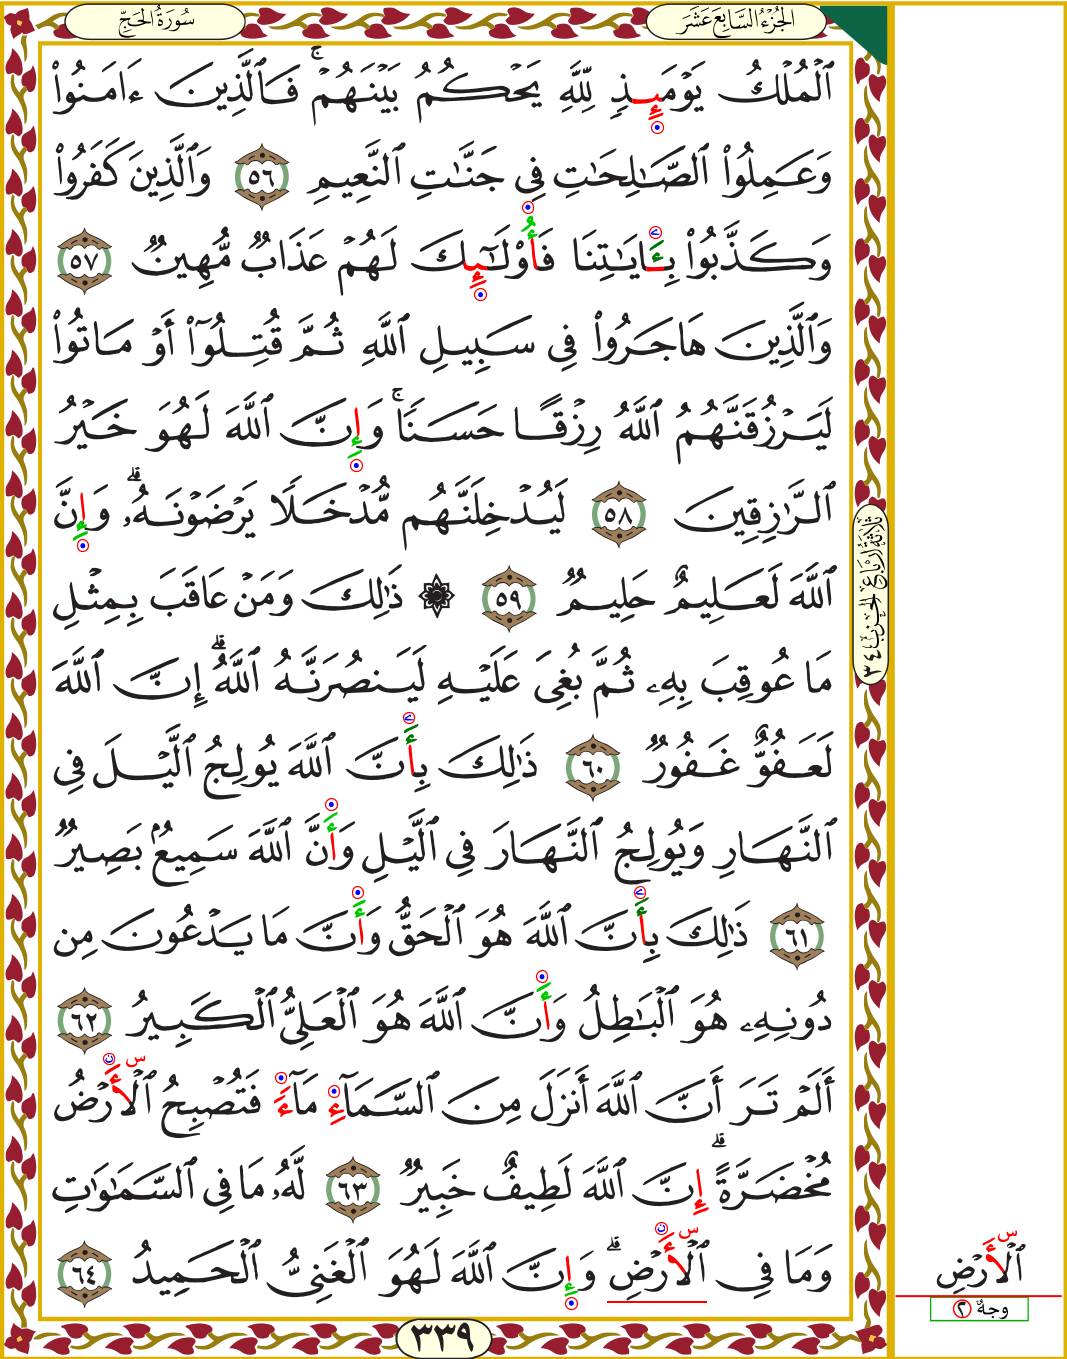 سُورَةُ الحَجِّ
الجُزْءُ السَّابِعَ عَشَرَ
ٱلْمُلْكُ يَوْمَئِذٍ لِّلَّهِ يَحْكُمُ بَيْنَهُمْ ۚ فَٱلَّذِينَ ءَامَنُوا۟
وَعَمِلُوا۟ ٱلصَّـٰلِحَـٰتِ فِى جَنَّـٰتِ ٱلنَّعِيمِ ٥٦ وَٱلَّذِينَ كَفَرُوا۟
وَكَذَّبُوا۟ بِـَٔايَـٰتِنَا فَأُو۟لَـٰٓئِكَ لَهُمْ عَذَابٌ مُّهِينٌ ٥٧
وَٱلَّذِينَ هَاجَرُوا۟ فِى سَبِيلِ ٱللَّهِ ثُمَّ قُتِلُوٓا۟ أَوْ مَاتُوا۟
لَيَرْزُقَنَّهُمُ ٱللَّهُ رِزْقًا حَسَنًا ۚ وَإِنَّ ٱللَّهَ لَهُوَ خَيْرُ
ٱلرَّٰزِقِينَ ٥٨ لَيُدْخِلَنَّهُم مُّدْخَلًا يَرْضَوْنَهُۥ ۗ وَإِنَّ
ٱللَّهَ لَعَلِيمٌ حَلِيمٌ ٥٩ ۞ ذَٰلِكَ وَمَنْ عَاقَبَ بِمِثْلِ
مَا عُوقِبَ بِهِۦ ثُمَّ بُغِىَ عَلَيْهِ لَيَنصُرَنَّهُ ٱللَّهُ ۗ إِنَّ ٱللَّهَ
لَعَفُوٌّ غَفُورٌ ٦٠ ذَٰلِكَ بِأَنَّ ٱللَّهَ يُولِجُ ٱلَّيْلَ فِى
ٱلنَّهَارِ وَيُولِجُ ٱلنَّهَارَ فِى ٱلَّيْلِ وَأَنَّ ٱللَّهَ سَمِيعٌۢ بَصِيرٌ
٦١ ذَٰلِكَ بِأَنَّ ٱللَّهَ هُوَ ٱلْحَقُّ وَأَنَّ مَا يَدْعُونَ مِن
دُونِهِۦ هُوَ ٱلْبَـٰطِلُ وَأَنَّ ٱللَّهَ هُوَ ٱلْعَلِىُّ ٱلْكَبِيرُ ٦٢
أَلَمْ تَرَ أَنَّ ٱللَّهَ أَنزَلَ مِنَ ٱلسَّمَآءِ مَآءً فَتُصْبِحُ ٱلْأَرْضُ
مُخْضَرَّةً ۗ إِنَّ ٱللَّهَ لَطِيفٌ خَبِيرٌ ٦٣ لَّهُۥ مَا فِى ٱلسَّمَـٰوَٰتِ
وَمَا فِى ٱلْأَرْضِ ۗ وَإِنَّ ٱللَّهَ لَهُوَ ٱلْغَنِىُّ ٱلْحَمِيدُ ٦٤
ثَلَاثَةُ أَرْبَاعِ الحِزْبِ ٣٤
ٱلْأَرْضِ
وجهٌ ٢
٣٣٩